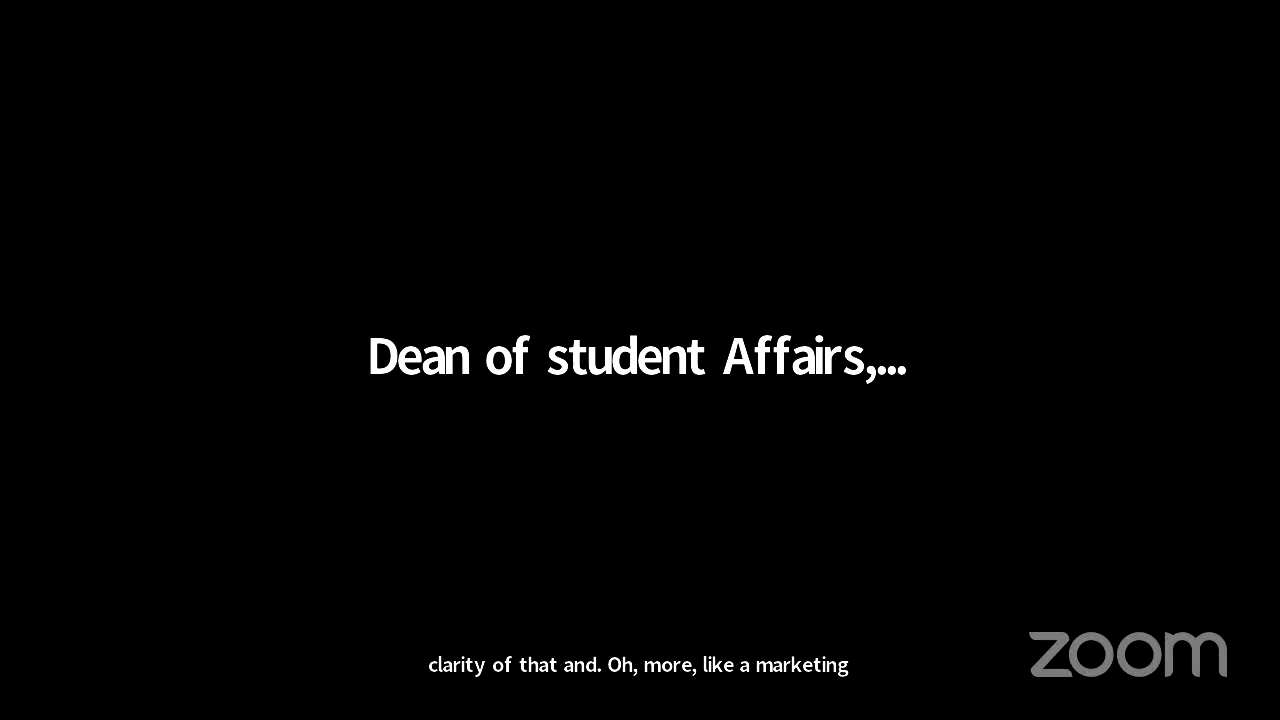 Dean of student Affairs,...
clarity of that and. Oh, more, like a marketing
zoom